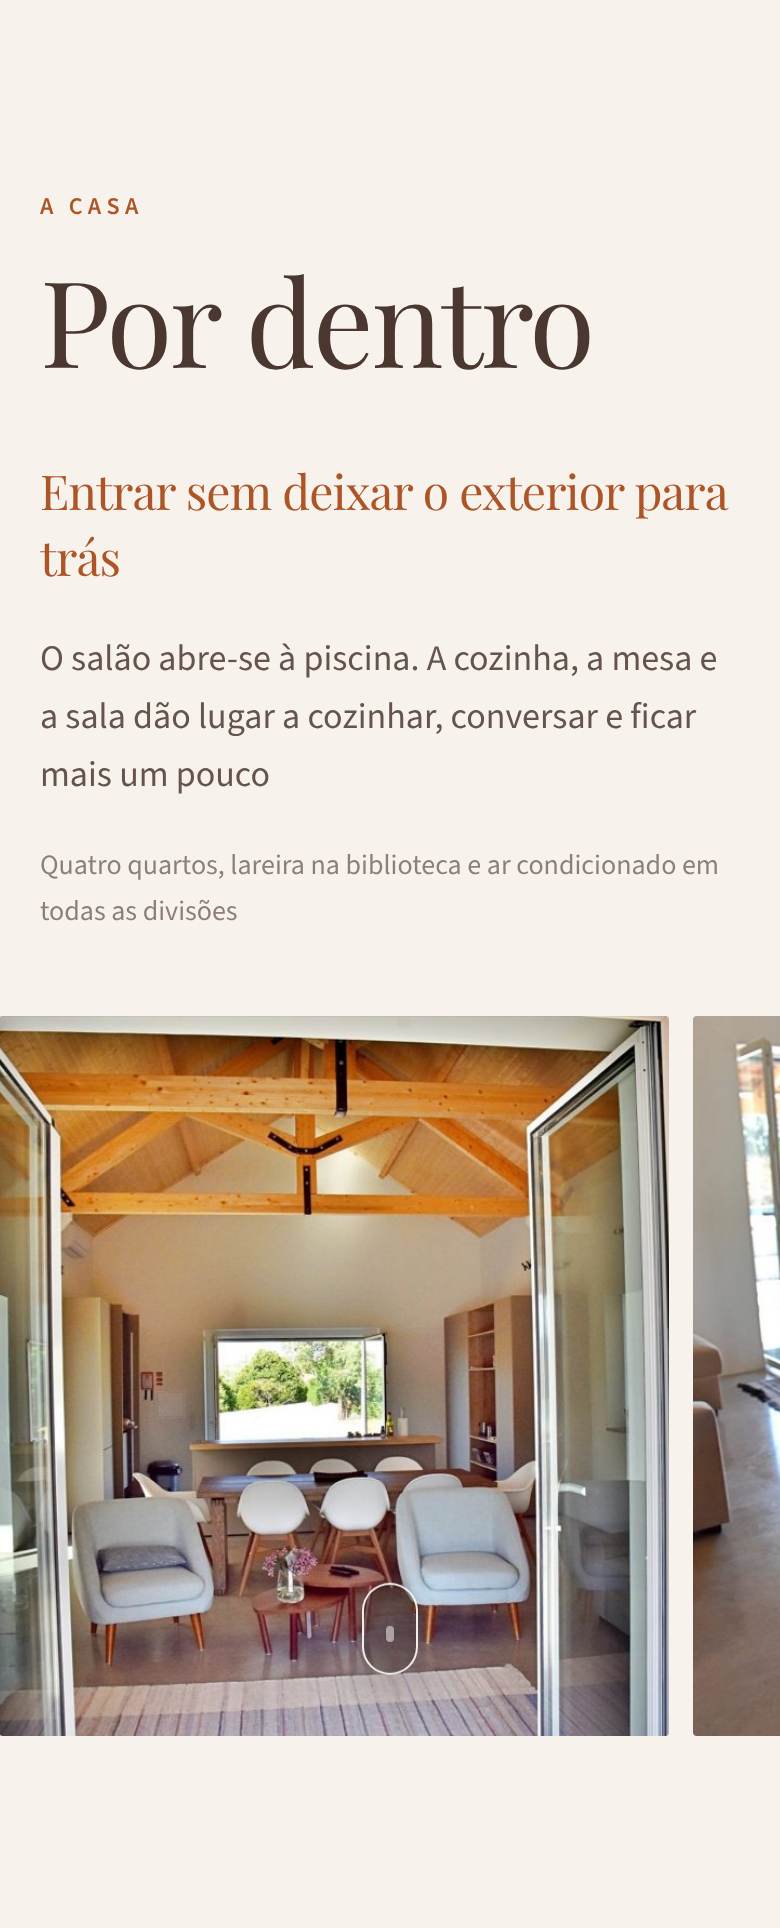 A CASA
Por dentro
Entrar sem deixar o exterior para
trás
O salão abre-se à piscina. A cozinha, a mesa e
a sala dão lugar a cozinhar, conversar e ficar
mais um pouco
Quatro quartos, lareira na biblioteca e ar condicionado em
todas as divisões